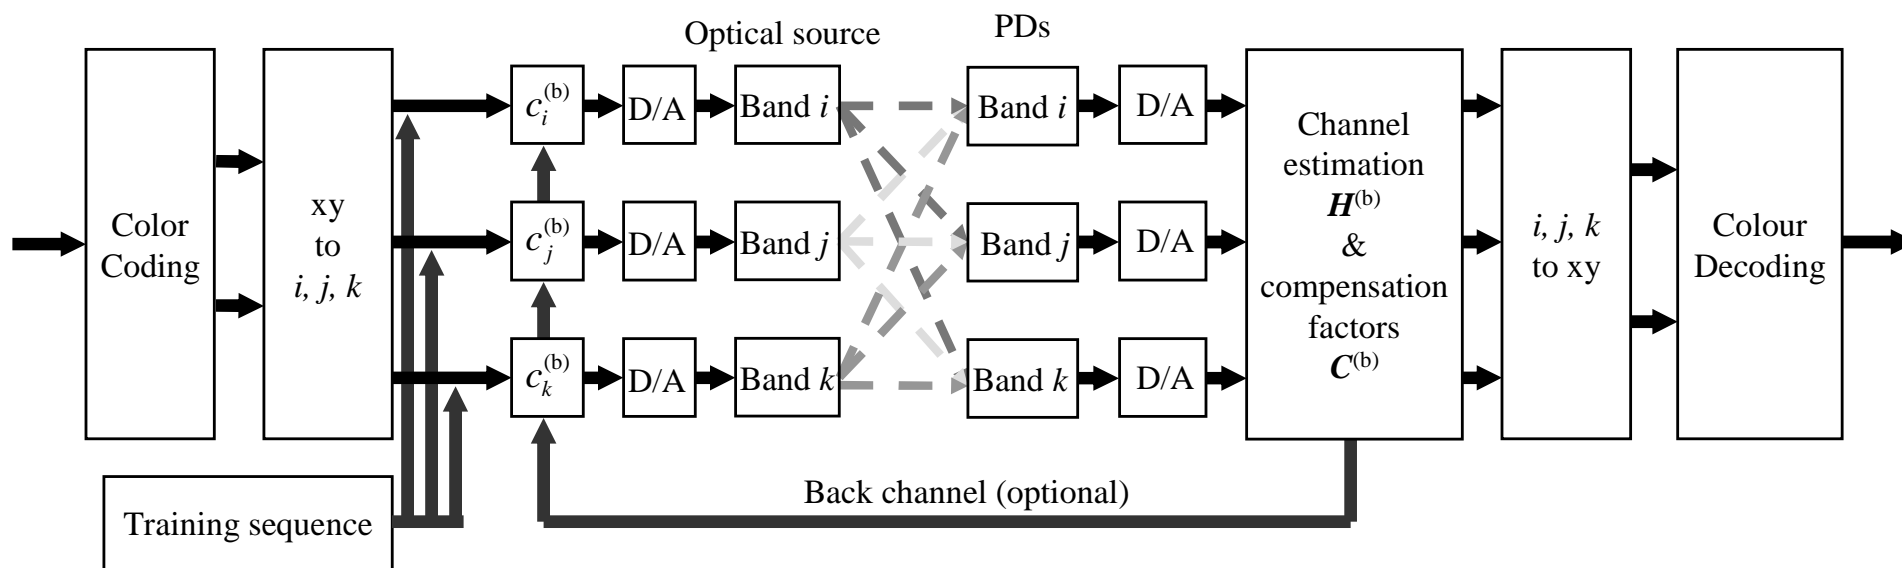 Optical source
PDs
Color
Coding
xy
to
i, j, k
c_i^(b)
D/A
Band i
Band i
D/A
c_j^(b)
D/A
Band j
Band j
D/A
c_k^(b)
D/A
Band k
Band k
D/A
Channel
estimation
H^(b)
&
compensation
factors
C^(b)
i, j, k
to xy
Colour
Decoding
Training sequence
Back channel (optional)